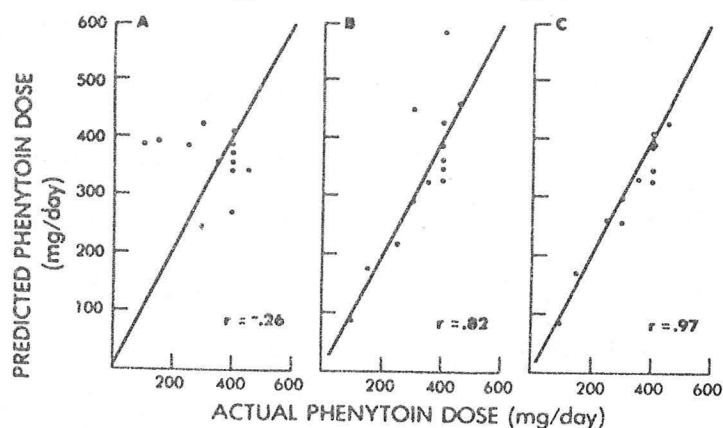 PREDICTED PHENYTOIN DOSE
(mg/day)
600
500
400
300
200
100
A
r = -.26
200
400
600
B
r = .82
200
400
600
C
r = .97
200
400
600
ACTUAL PHENYTOIN DOSE (mg/day)